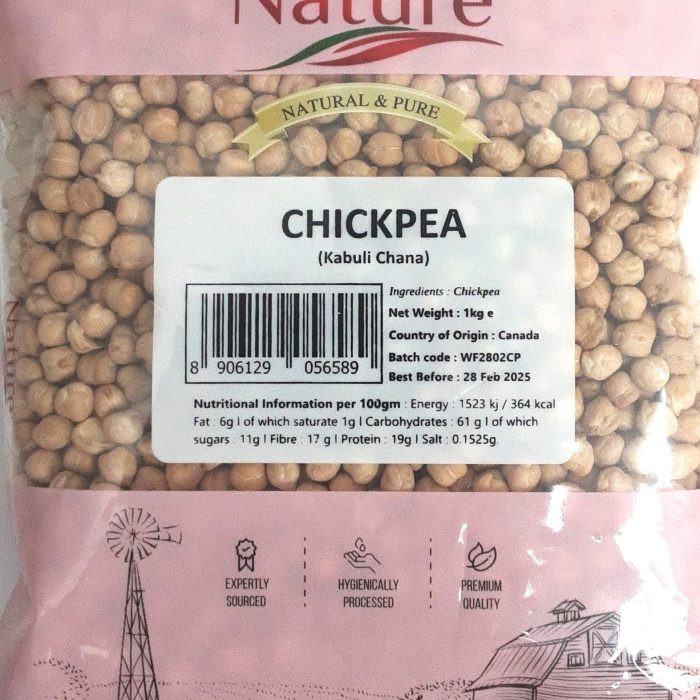 Nature
NATURAL & PURE
CHICKPEA
(Kabuli Chana)
Ingredients : Chickpea
Net Weight : 1kg e
Country of Origin : Canada
Batch code : WF2802CP
Best Before : 28 Feb 2025
8 906129 056589
Nutritional Information per 100gm : Energy : 1523 kj / 364 kcal
Fat : 6g l of which saturate 1g l Carbohydrates : 61 g l of which
sugars : 11g l Fibre : 17 g l Protein : 19g l Salt : 0.1525g
Nature
EXPERTLY
SOURCED
HYGIENICALLY
PROCESSED
PREMIUM
QUALITY